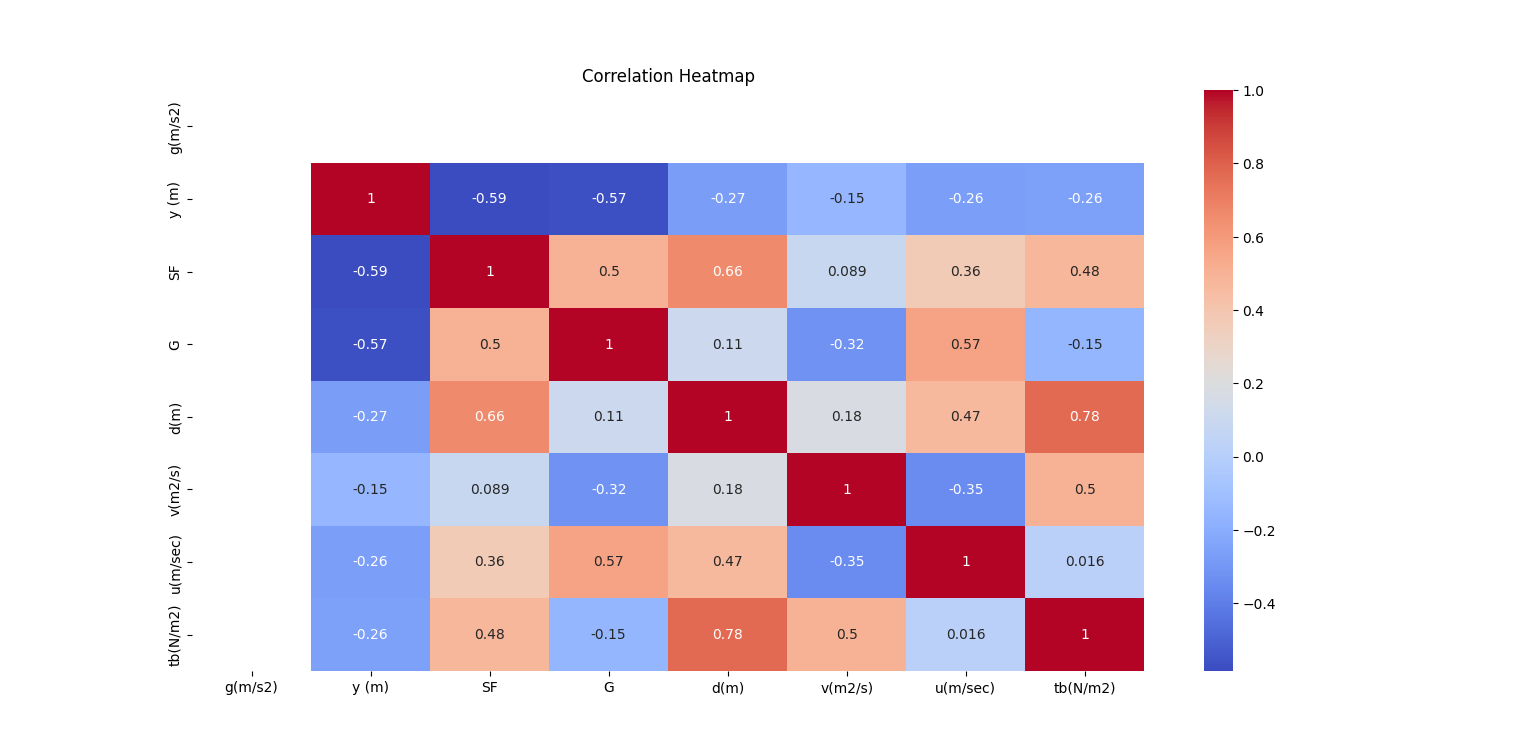 Correlation Heatmap
g(m/s2)
y (m) 1 -0.59 -0.57 -0.27 -0.15 -0.26 -0.26
SF -0.59 1 0.5 0.66 0.089 0.36 0.48
G -0.57 0.5 1 0.11 -0.32 0.57 -0.15
d(m) -0.27 0.66 0.11 1 0.18 0.47 0.78
v(m2/s) -0.15 0.089 -0.32 0.18 1 -0.35 0.5
u(m/sec) -0.26 0.36 0.57 0.47 -0.35 1 0.016
tb(N/m2) -0.26 0.48 -0.15 0.78 0.5 0.016 1
g(m/s2) y (m) SF G d(m) v(m2/s) u(m/sec) tb(N/m2)
1.0
0.8
0.6
0.4
0.2
0.0
−0.2
−0.4